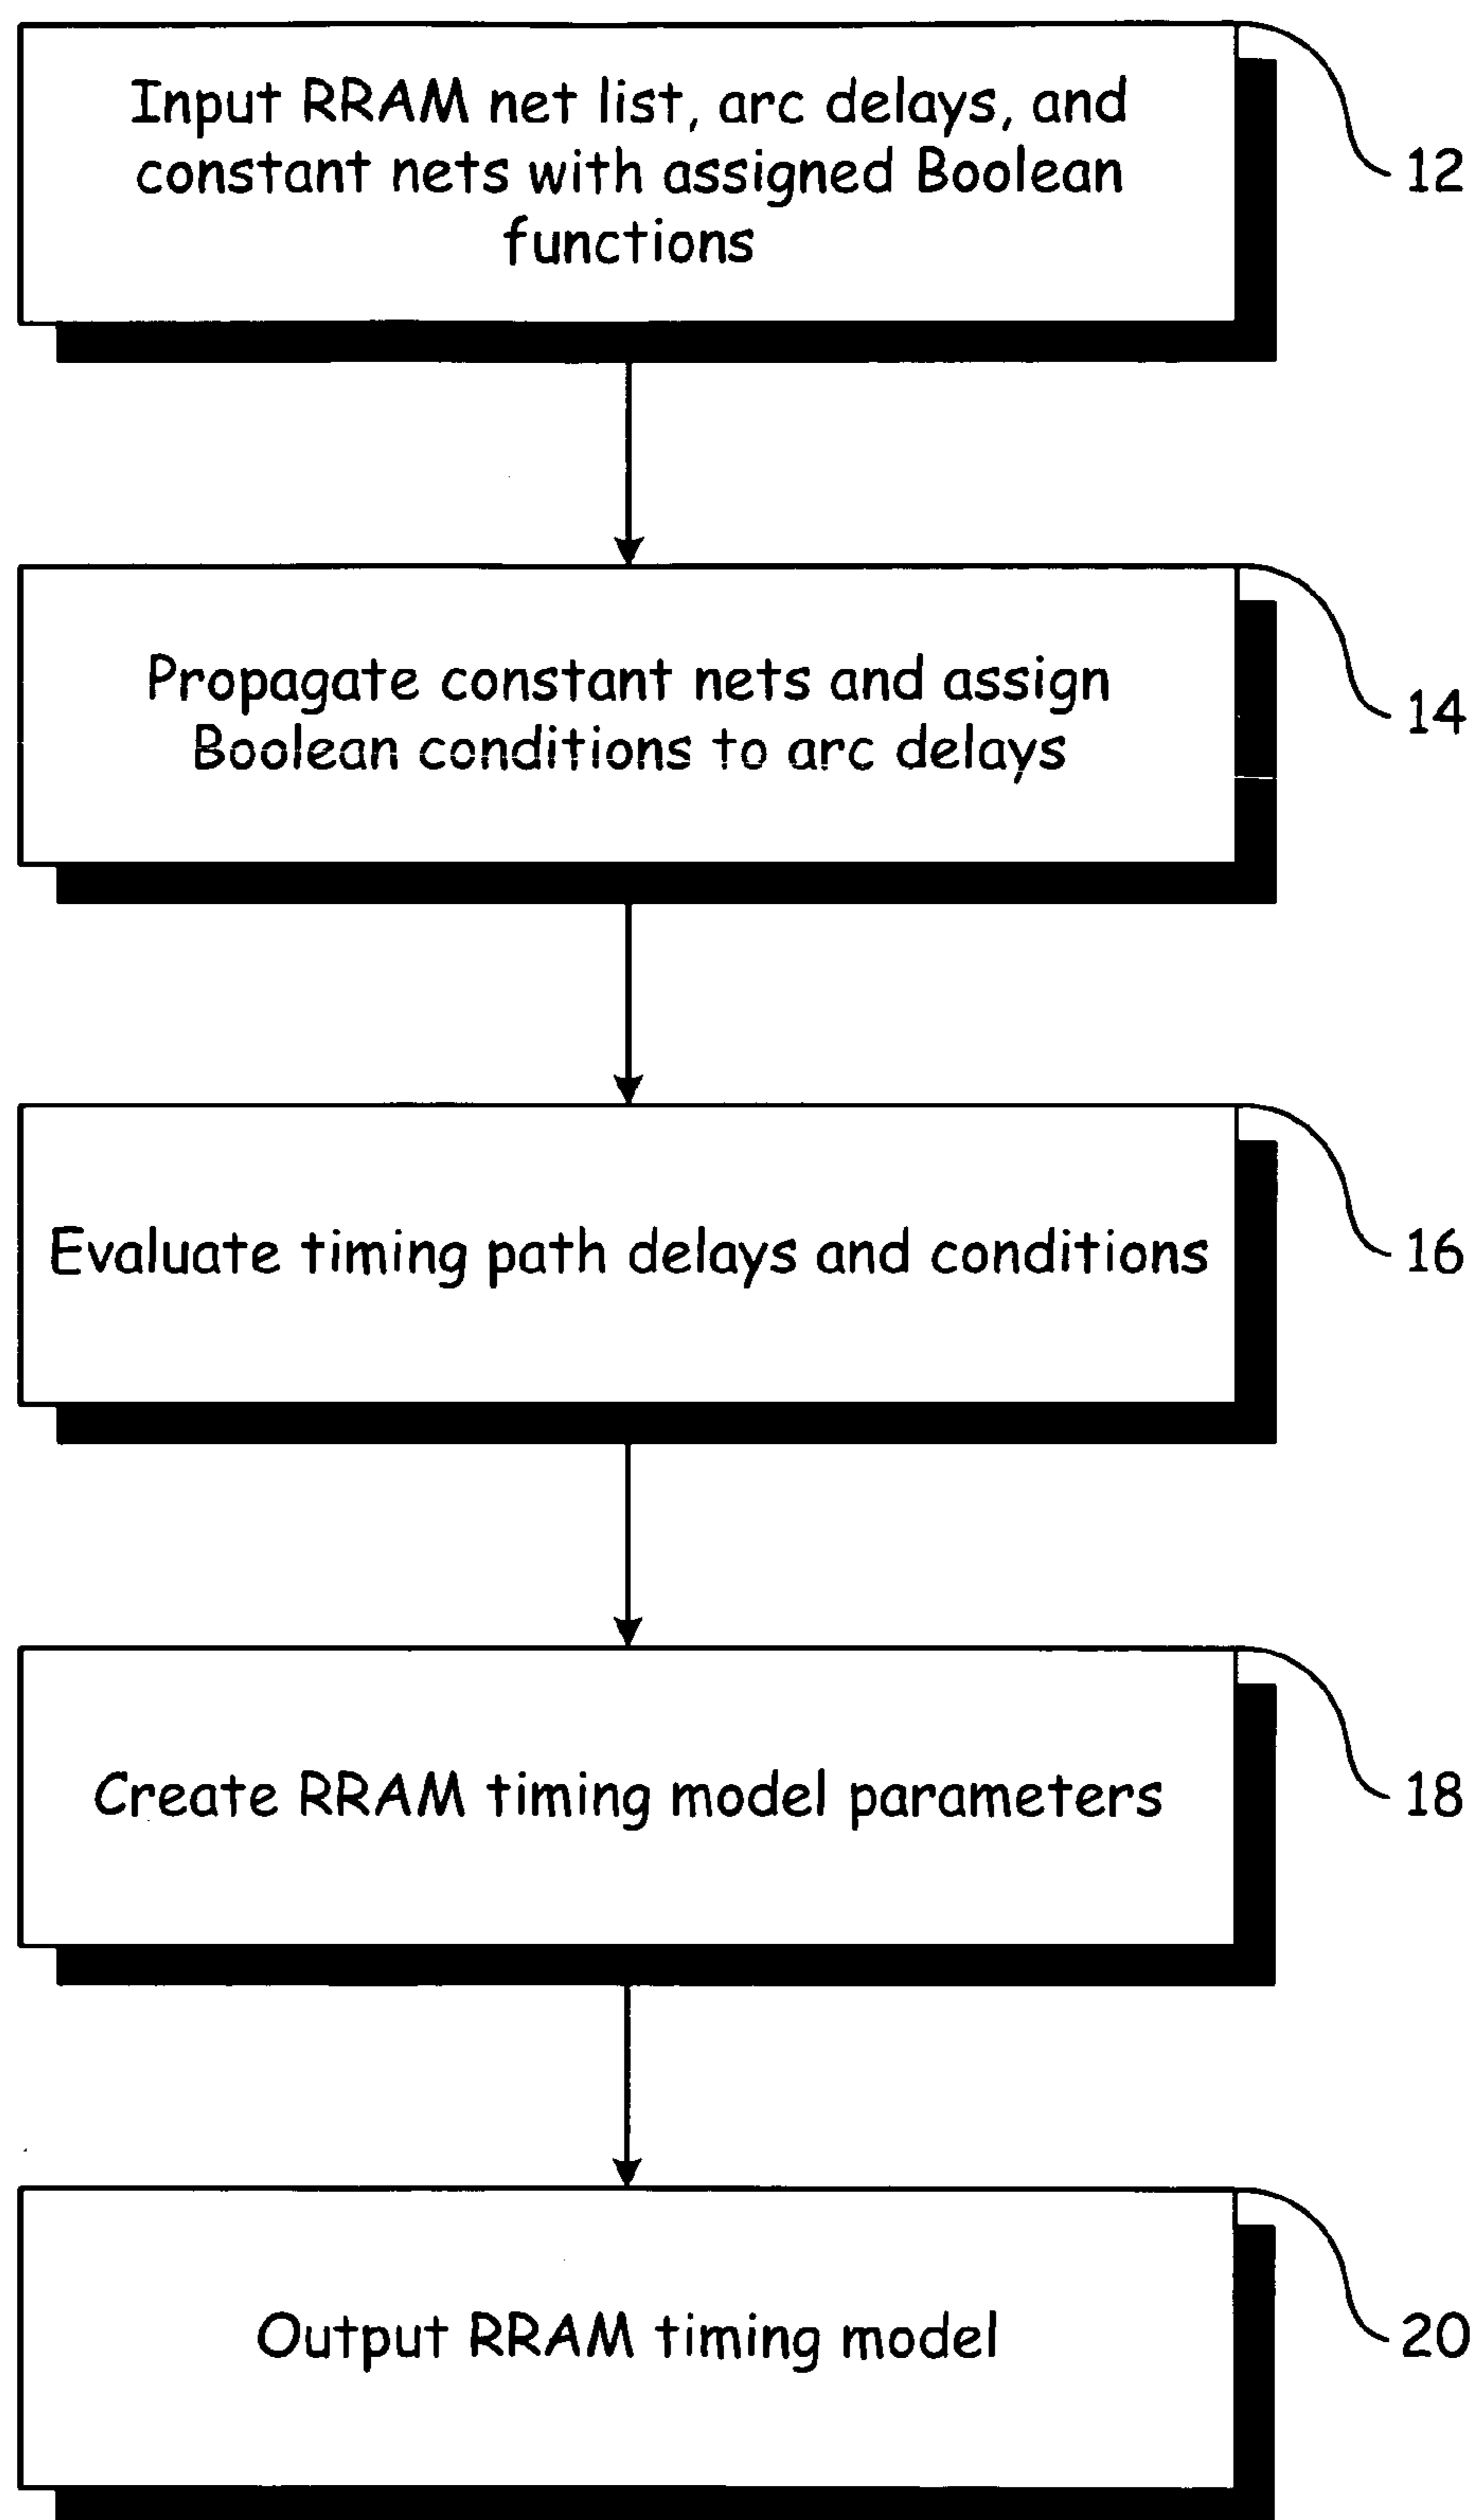 Input RRAM net list, arc delays, and
constant nets with assigned Boolean
functions
12
Propagate constant nets and assign
Boolean conditions to arc delays
14
Evaluate timing path delays and conditions
16
Create RRAM timing model parameters
18
Output RRAM timing model
20